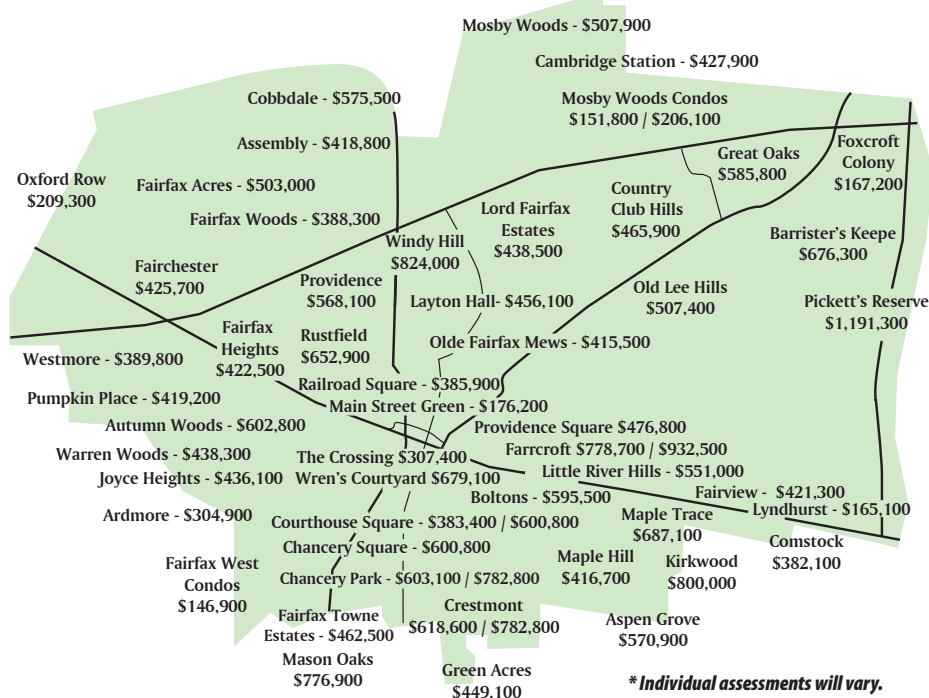 Mosby Woods - $507,900
Cambridge Station - $427,900
Cobbdale - $575,500
Mosby Woods Condos
$151,800 / $206,100
Assembly - $418,800
Foxcroft
Colony
$167,200
Great Oaks
$585,800
Oxford Row
$209,300
Fairfax Acres - $503,000
Country
Club Hills
$465,900
Fairfax Woods - $388,300
Lord Fairfax
Estates
$438,500
Windy Hill
$824,000
Barrister's Keepe
$676,300
Fairchester
$425,700
Providence
$568,100
Layton Hall- $456,100
Old Lee Hills
$507,400
Pickett's Reserve
$1,191,300
Fairfax
Heights
$422,500
Rustfield
$652,900
Olde Fairfax Mews - $415,500
Westmore - $389,800
Railroad Square - $385,900
Pumpkin Place - $419,200
Main Street Green - $176,200
Autumn Woods - $602,800
Providence Square $476,800
Farrcroft $778,700 / $932,500
Warren Woods - $438,300
The Crossing $307,400
Little River Hills - $551,000
Joyce Heights - $436,100
Wren's Courtyard $679,100
Boltons - $595,500
Fairview - $421,300
Lyndhurst - $165,100
Ardmore - $304,900
Courthouse Square - $383,400 / $600,800
Maple Trace
$687,100
Chancery Square - $600,800
Comstock
$382,100
Fairfax West
Condos
$146,900
Maple Hill
$416,700
Kirkwood
$800,000
Chancery Park - $603,100 / $782,800
Fairfax Towne
Estates - $462,500
Crestmont
$618,600 / $782,800
Aspen Grove
$570,900
Mason Oaks
$776,900
Green Acres
$449,100
* Individual assessments will vary.